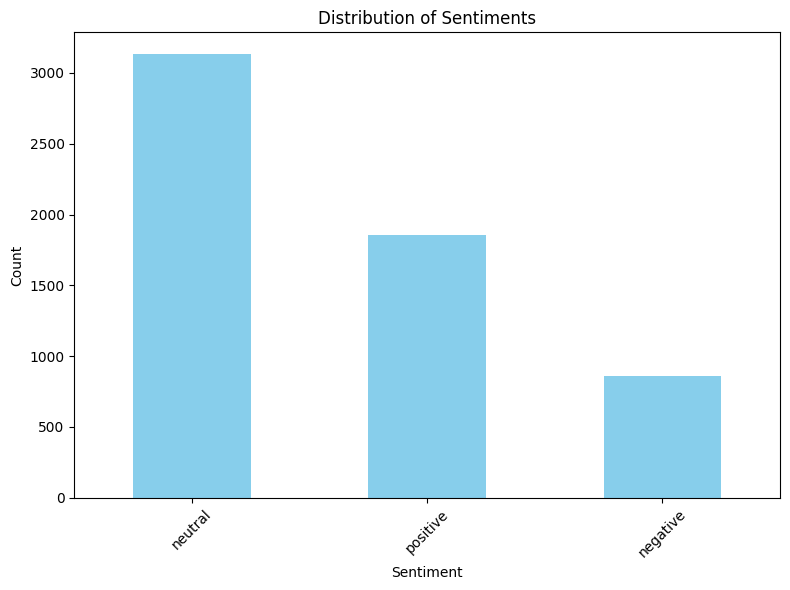 Distribution of Sentiments
Count
3000
2500
2000
1500
1000
500
0
neutral
positive
negative
Sentiment